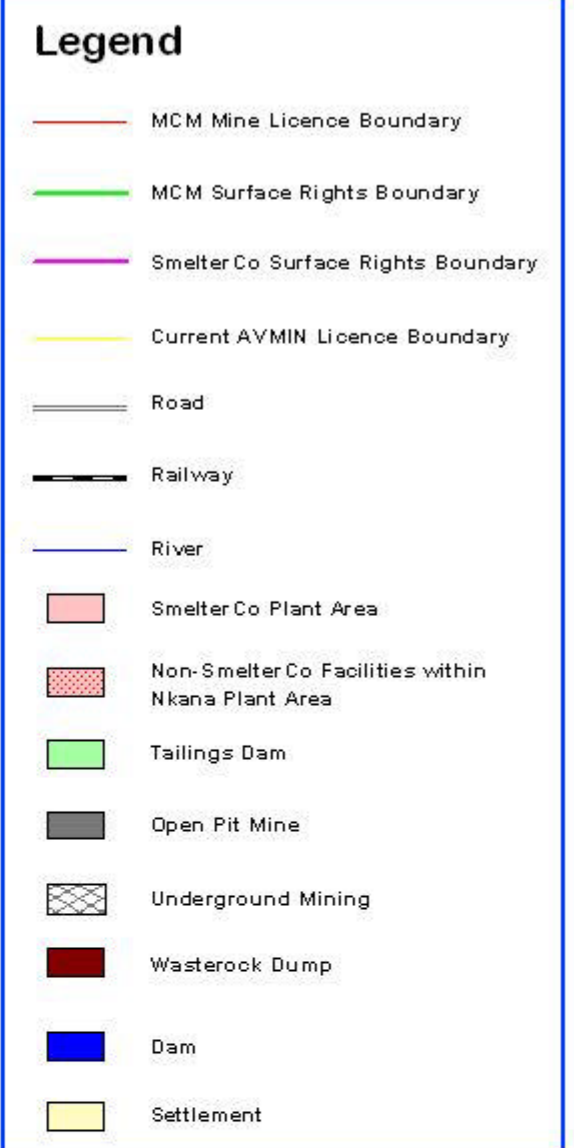 Legend
MCM Mine Licence Boundary
MCM Surface Rights Boundary
SmelterCo Surface Rights Boundary
Current AVMIN Licence Boundary
Road
Railway
River
SmelterCo Plant Area
Non-SmelterCo Facilities within
Nkana Plant Area
Tailings Dam
Open Pit Mine
Underground Mining
Wasterock Dump
Dam
Settlement